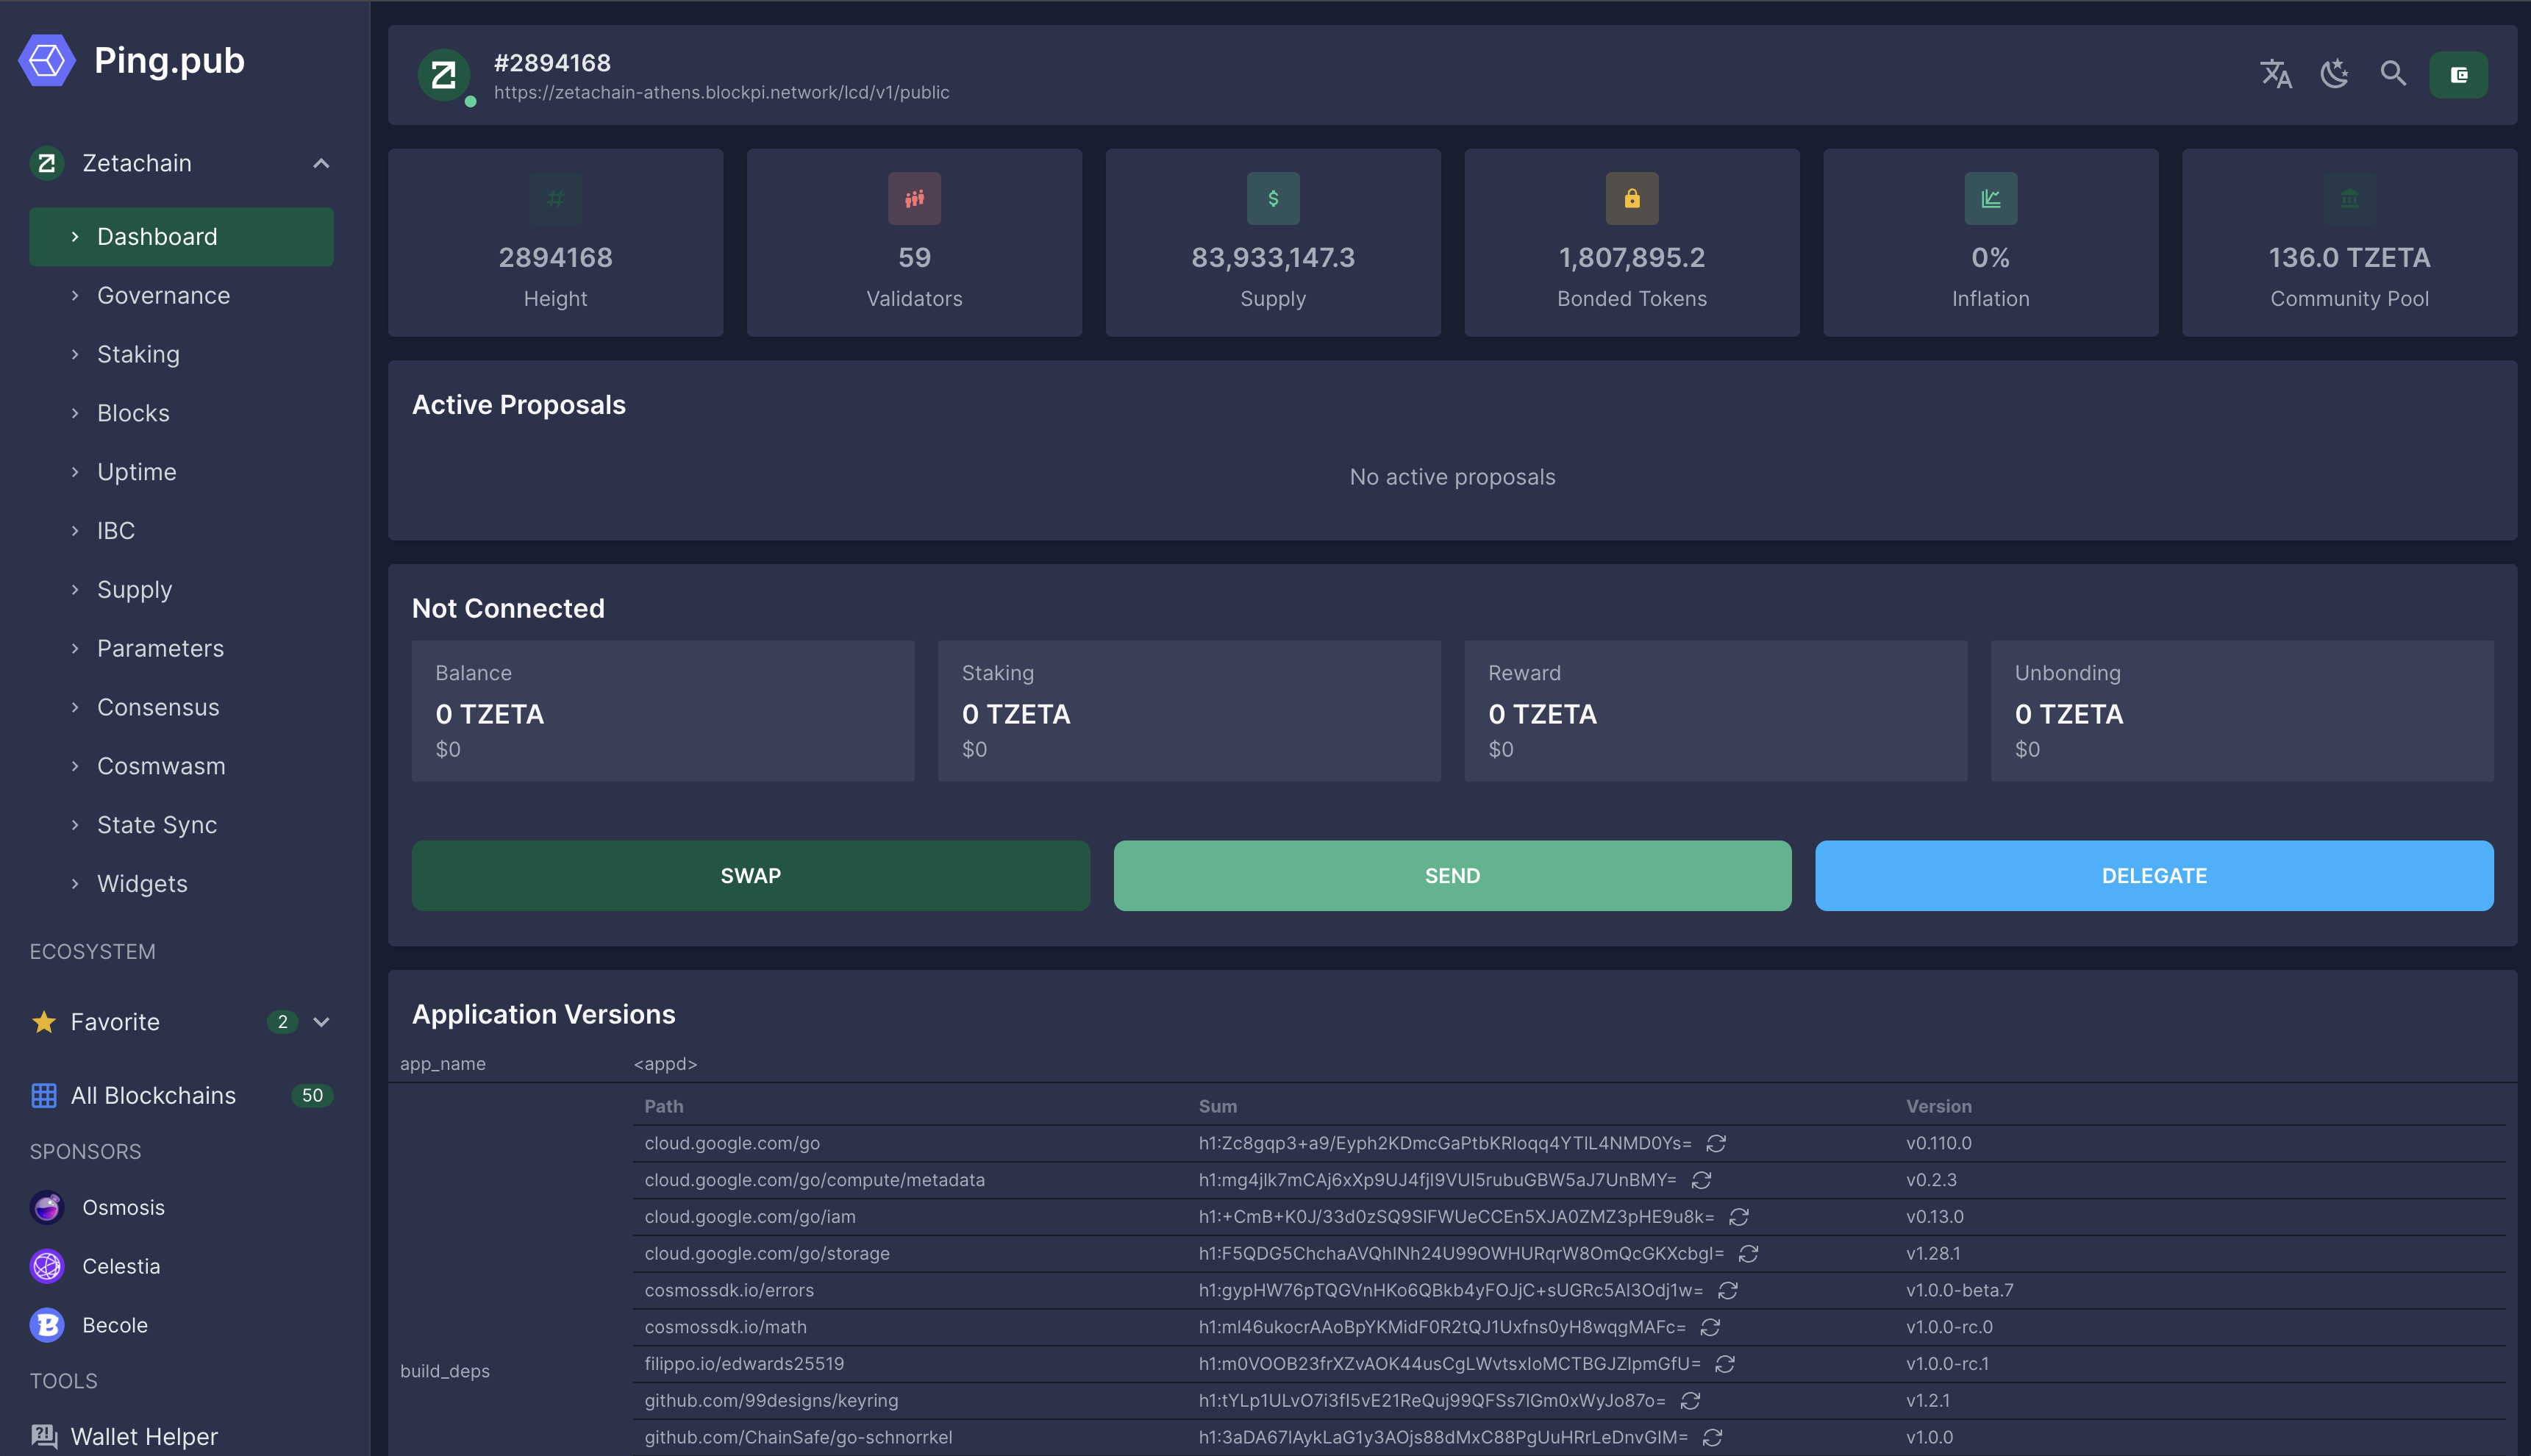 Ping.pub
Zetachain
Dashboard
Governance
Staking
Blocks
Uptime
IBC
Supply
Parameters
Consensus
Cosmwasm
State Sync
Widgets
ECOSYSTEM
Favorite 2
All Blockchains 50
SPONSORS
Osmosis
Celestia
Becole
TOOLS
Wallet Helper
#2894168
https://zetachain-athens.blockpi.network/lcd/v1/public
2894168
Height
59
Validators
83,933,147.3
Supply
1,807,895.2
Bonded Tokens
0%
Inflation
136.0 TZETA
Community Pool
Active Proposals
No active proposals
Not Connected
Balance
0 TZETA
$0
Staking
0 TZETA
$0
Reward
0 TZETA
$0
Unbonding
0 TZETA
$0
SWAP
SEND
DELEGATE
Application Versions
app_name <appd>
build_deps
Path Sum Version
cloud.google.com/go h1:Zc8gqp3+a9/Eyph2KDmcGaPtbKRIoqq4YTlL4NMD0Ys= v0.110.0
cloud.google.com/go/compute/metadata h1:mg4jlk7mCAj6xXp9UJ4fjI9VUI5rubuGBW5aJ7UnBMY= v0.2.3
cloud.google.com/go/iam h1:+CmB+K0J/33d0zSQ9SlFWUeCCEn5XJA0ZMZ3pHE9u8k= v0.13.0
cloud.google.com/go/storage h1:F5QDG5ChchaAVQhINh24U99OWHURqrW8OmQcGKXcbgI= v1.28.1
cosmossdk.io/errors h1:gypHW76pTQGVnHKo6QBkb4yFOJjC+sUGRc5Al3Odj1w= v1.0.0-beta.7
cosmossdk.io/math h1:ml46ukocrAAoBpYKMidF0R2tQJ1Uxfns0yH8wqgMAFc= v1.0.0-rc.0
filippo.io/edwards25519 h1:m0VOOB23frXZvAOK44usCgLWvtsxIoMCTBGJZlpmGfU= v1.0.0-rc.1
github.com/99designs/keyring h1:tYLp1ULvO7i3fI5vE21ReQuj99QFSs7lGm0xWyJo87o= v1.2.1
github.com/ChainSafe/go-schnorrkel h1:3aDA67lAykLaG1y3AOjs88dMxC88PgUuHRrLeDnvGIM= v1.0.0